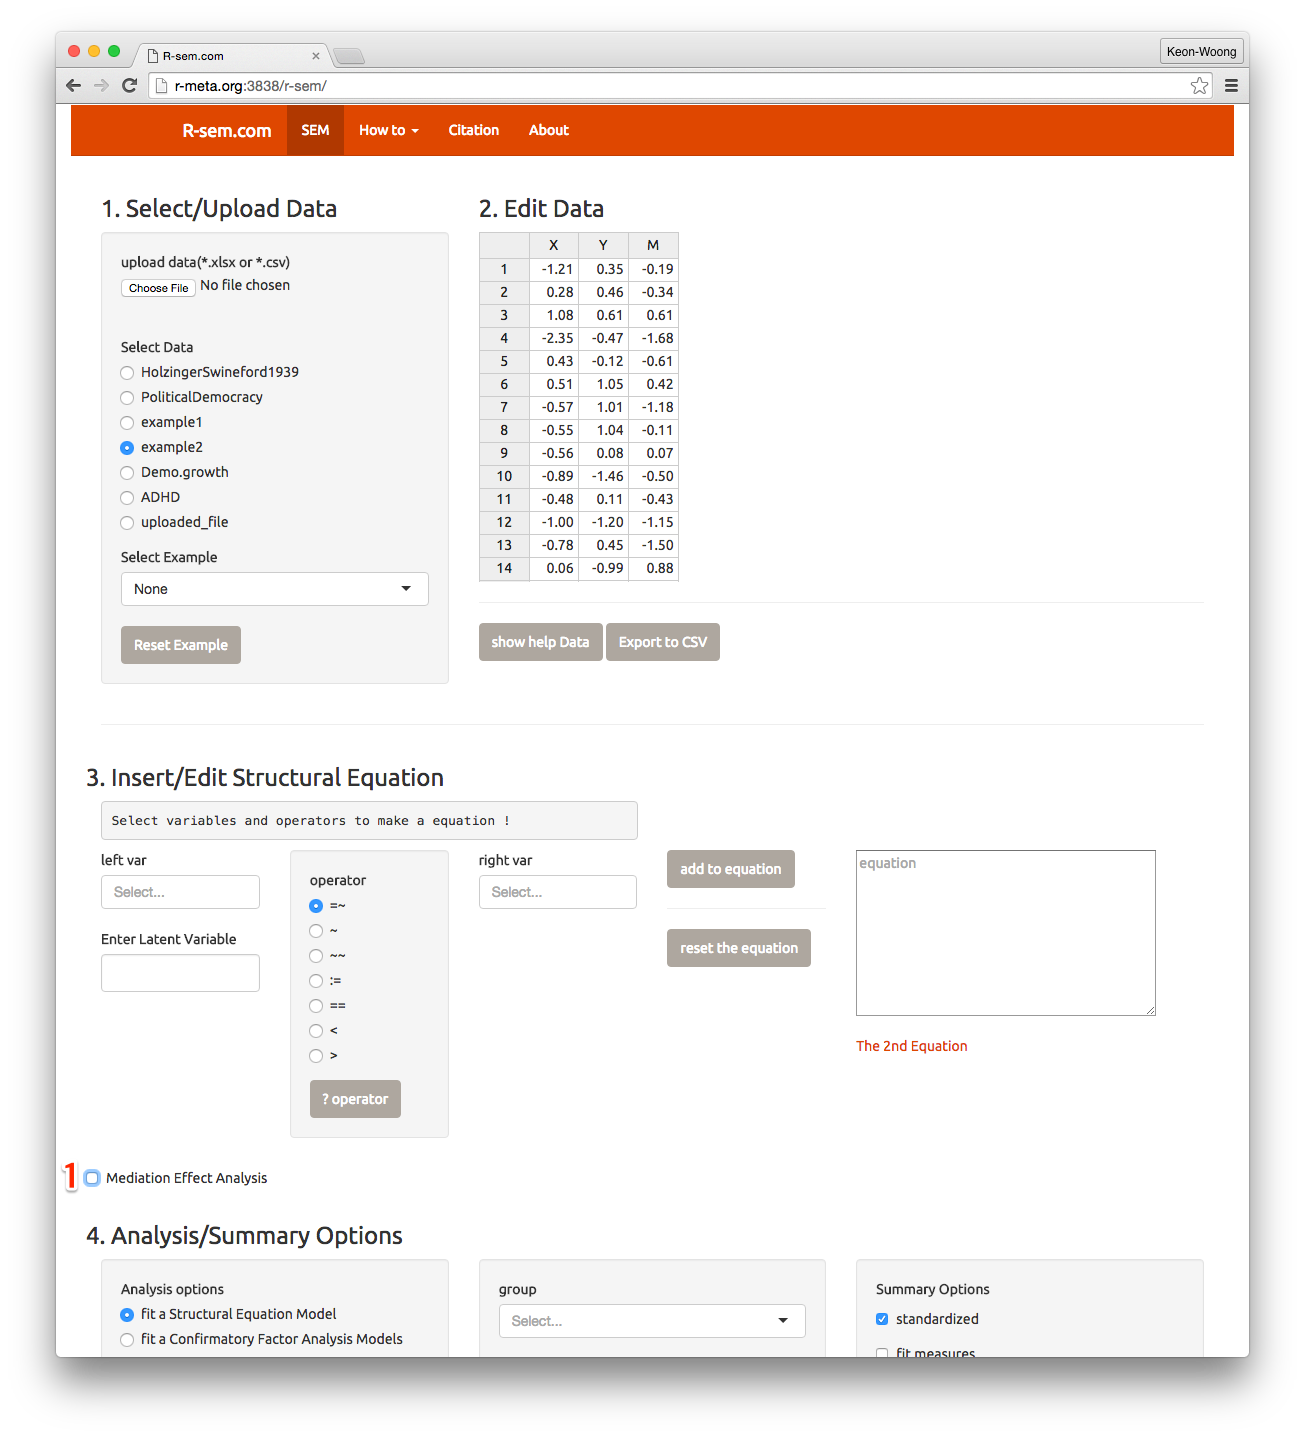 R-sem.com
Keon-Woong
r-meta.org:3838/r-sem/
R-sem.com SEM How to Citation About
1. Select/Upload Data
upload data(*.xlsx or *.csv)
Choose File No file chosen
Select Data
HolzingerSwineford1939
PoliticalDemocracy
example1
example2
Demo.growth
ADHD
uploaded_file
Select Example
None
Reset Example
2. Edit Data
X Y M
1 -1.21 0.35 -0.19
2 0.28 0.46 -0.34
3 1.08 0.61 0.61
4 -2.35 -0.47 -1.68
5 0.43 -0.12 -0.61
6 0.51 1.05 0.42
7 -0.57 1.01 -1.18
8 -0.55 1.04 -0.11
9 -0.56 0.08 0.07
10 -0.89 -1.46 -0.50
11 -0.48 0.11 -0.43
12 -1.00 -1.20 -1.15
13 -0.78 0.45 -1.50
14 0.06 -0.99 0.88
show help Data Export to CSV
3. Insert/Edit Structural Equation
Select variables and operators to make a equation !
left var
Select...
Enter Latent Variable
operator
=~
~
~~
:=
==
<
>
? operator
right var
Select...
add to equation
reset the equation
equation
The 2nd Equation
1 Mediation Effect Analysis
4. Analysis/Summary Options
Analysis options
fit a Structural Equation Model
fit a Confirmatory Factor Analysis Models
group
Select...
Summary Options
standardized
fit measures